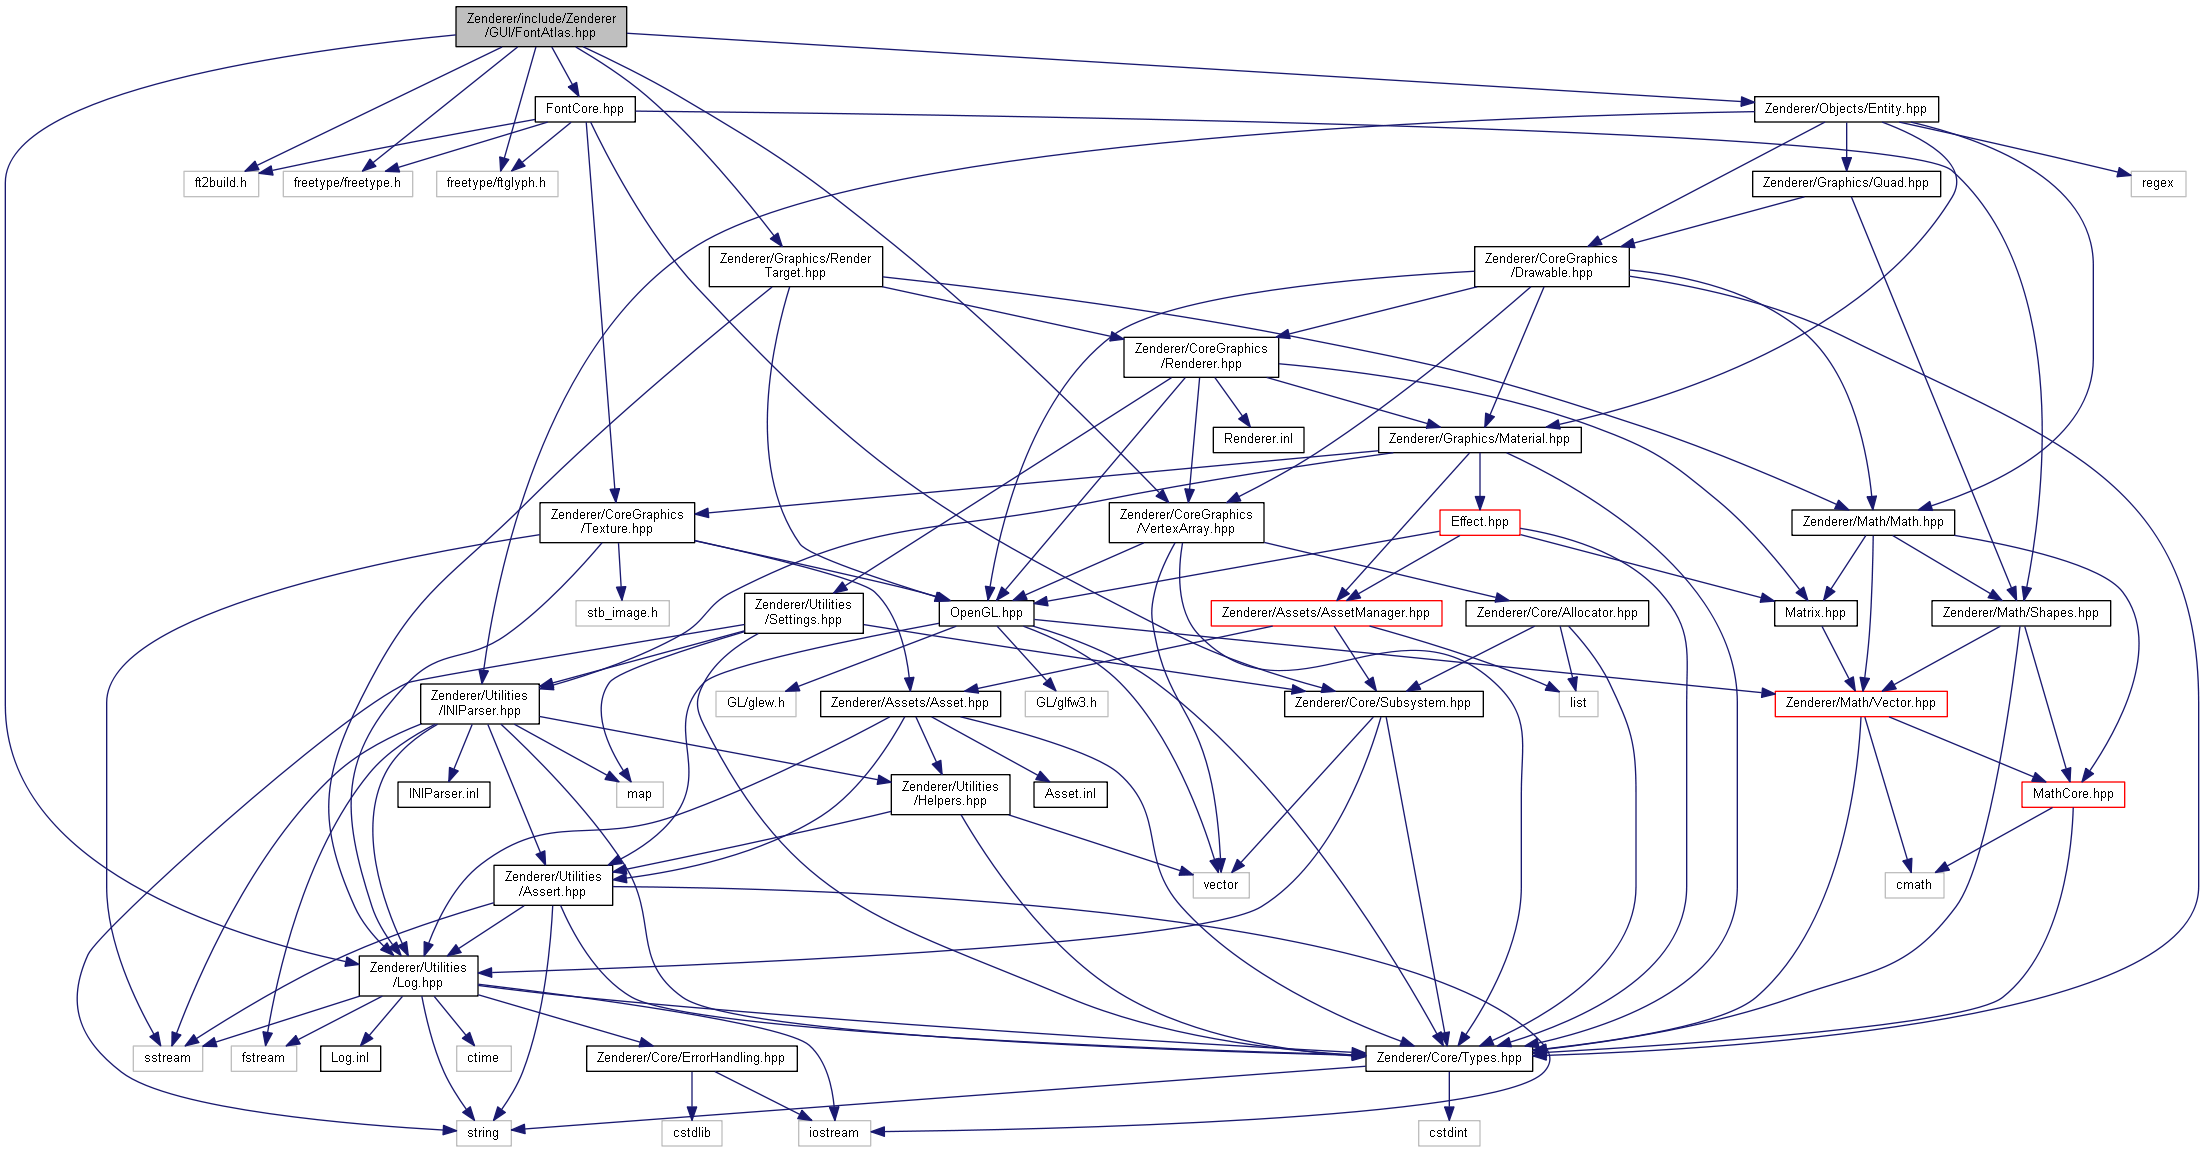 Zenderer/include/Zenderer
/GUI/FontAtlas.hpp
FontCore.hpp
Zenderer/Objects/Entity.hpp
ft2build.h
freetype/freetype.h
freetype/ftglyph.h
Zenderer/Graphics/Quad.hpp
regex
Zenderer/Graphics/Render
Target.hpp
Zenderer/CoreGraphics
/Drawable.hpp
Zenderer/CoreGraphics
/Renderer.hpp
Renderer.inl
Zenderer/Graphics/Material.hpp
Zenderer/CoreGraphics
/Texture.hpp
Zenderer/CoreGraphics
/VertexArray.hpp
Effect.hpp
Zenderer/Math/Math.hpp
stb_image.h
Zenderer/Utilities
/Settings.hpp
OpenGL.hpp
Zenderer/Assets/AssetManager.hpp
Zenderer/Core/Allocator.hpp
Matrix.hpp
Zenderer/Math/Shapes.hpp
Zenderer/Utilities
/INIParser.hpp
GL/glew.h
Zenderer/Assets/Asset.hpp
GL/glfw3.h
Zenderer/Core/Subsystem.hpp
list
Zenderer/Math/Vector.hpp
INIParser.inl
map
Zenderer/Utilities
/Helpers.hpp
Asset.inl
MathCore.hpp
Zenderer/Utilities
/Assert.hpp
vector
cmath
Zenderer/Utilities
/Log.hpp
sstream
fstream
Log.inl
ctime
Zenderer/Core/ErrorHandling.hpp
Zenderer/Core/Types.hpp
string
cstdlib
iostream
cstdint